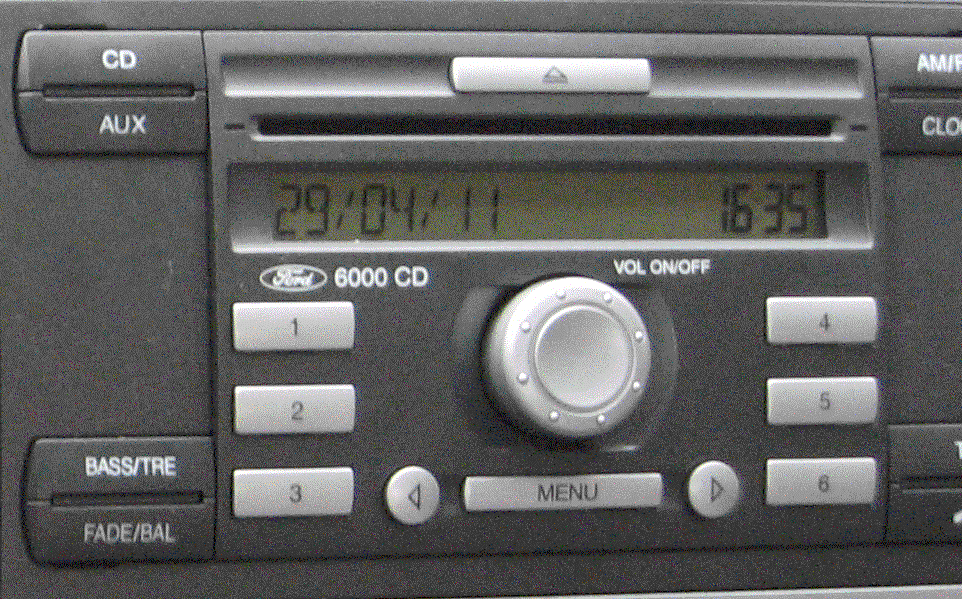 CD
AUX
AM/F
CLOC
29/04/11 16:35
Ford 6000 CD
VOL ON/OFF
1
4
2
5
BASS/TRE
3
MENU
6
FADE/BAL
T